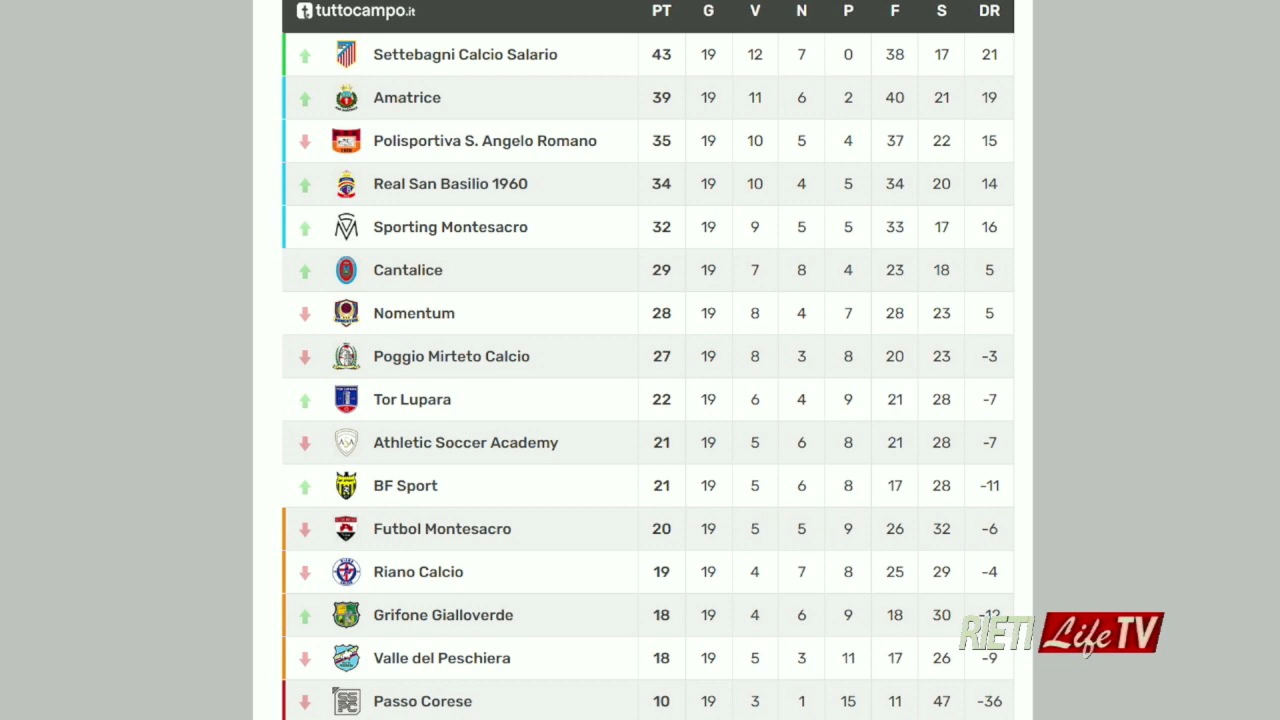 tuttocampo.it PT G V N P F S DR
Settebagni Calcio Salario 43 19 12 7 0 38 17 21
Amatrice 39 19 11 6 2 40 21 19
Polisportiva S. Angelo Romano 35 19 10 5 4 37 22 15
Real San Basilio 1960 34 19 10 4 5 34 20 14
Sporting Montesacro 32 19 9 5 5 33 17 16
Cantalice 29 19 7 8 4 23 18 5
Nomentum 28 19 8 4 7 28 23 5
Poggio Mirteto Calcio 27 19 8 3 8 20 23 -3
Tor Lupara 22 19 6 4 9 21 28 -7
Athletic Soccer Academy 21 19 5 6 8 21 28 -7
BF Sport 21 19 5 6 8 17 28 -11
Futbol Montesacro 20 19 5 5 9 26 32 -6
Riano Calcio 19 19 4 7 8 25 29 -4
Grifone Gialloverde 18 19 4 6 9 18 30 -12
RIETI Life TV
Valle del Peschiera 18 19 5 3 11 17 26 -9
Passo Corese 10 19 3 1 15 11 47 -36